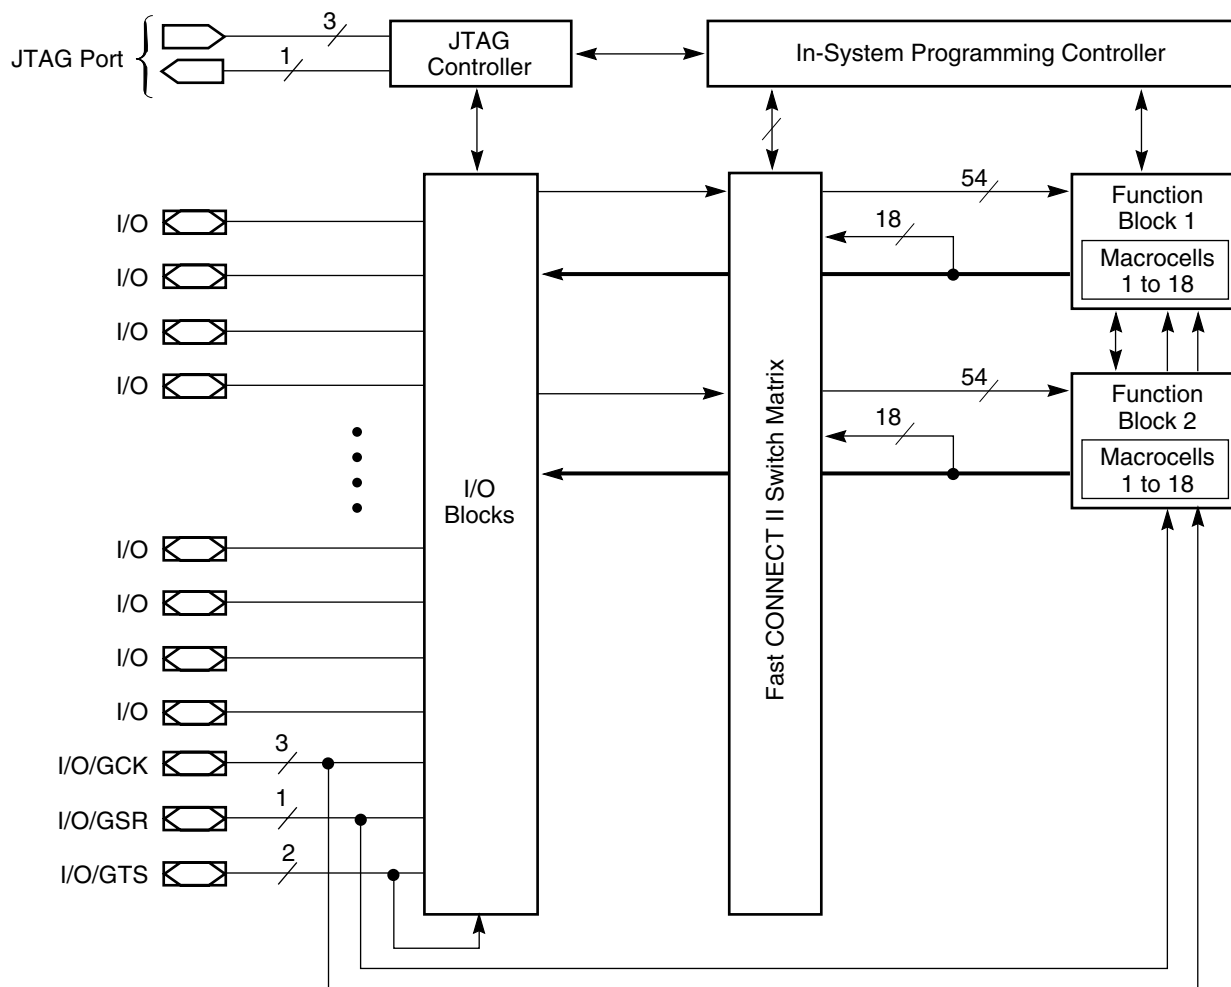 JTAG Port
3
1
JTAG
Controller
In-System Programming Controller
I/O
I/O
I/O
I/O
I/O
I/O
I/O
I/O
I/O/GCK
3
I/O/GSR
1
I/O/GTS
2
I/O
Blocks
Fast CONNECT II Switch Matrix
54
18
Function
Block 1
Macrocells
1 to 18
54
18
Function
Block 2
Macrocells
1 to 18